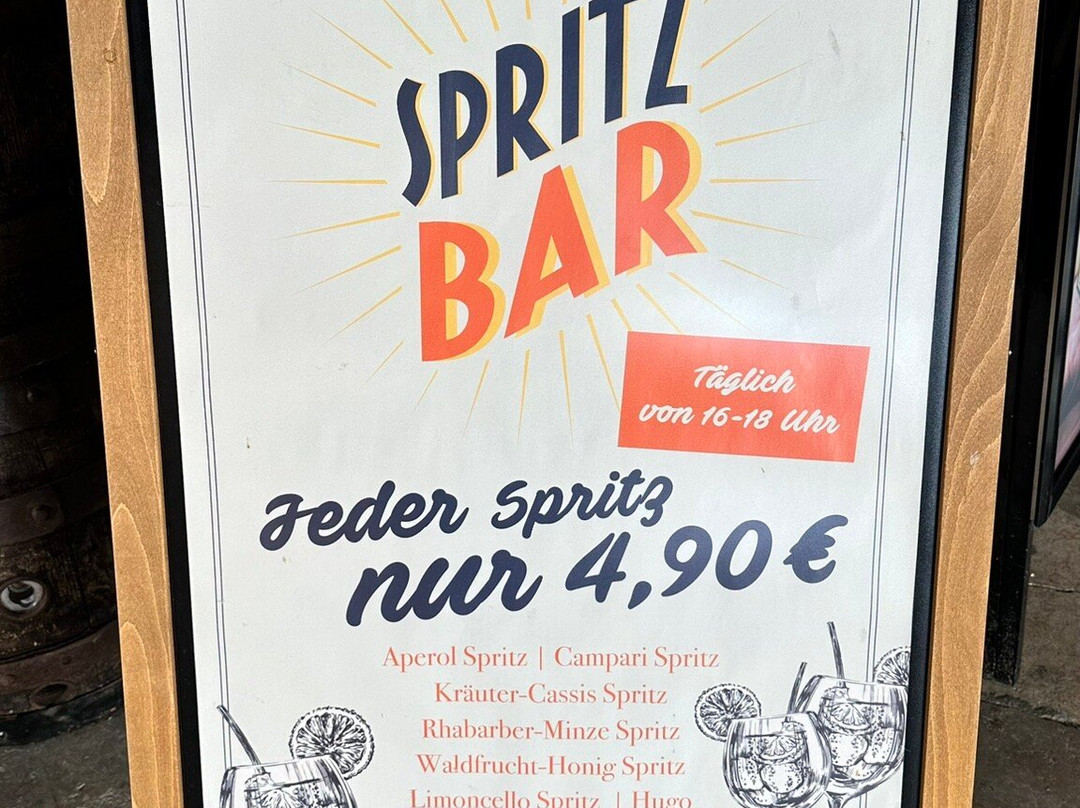 SPRITZ
BAR
Täglich
von 16-18 Uhr
Jeder Spritz
nur 4,90 €
Aperol Spritz | Campari Spritz
Kräuter-Cassis Spritz
Rhabarber-Minze Spritz
Waldfrucht-Honig Spritz
Limoncello Spritz | Hugo